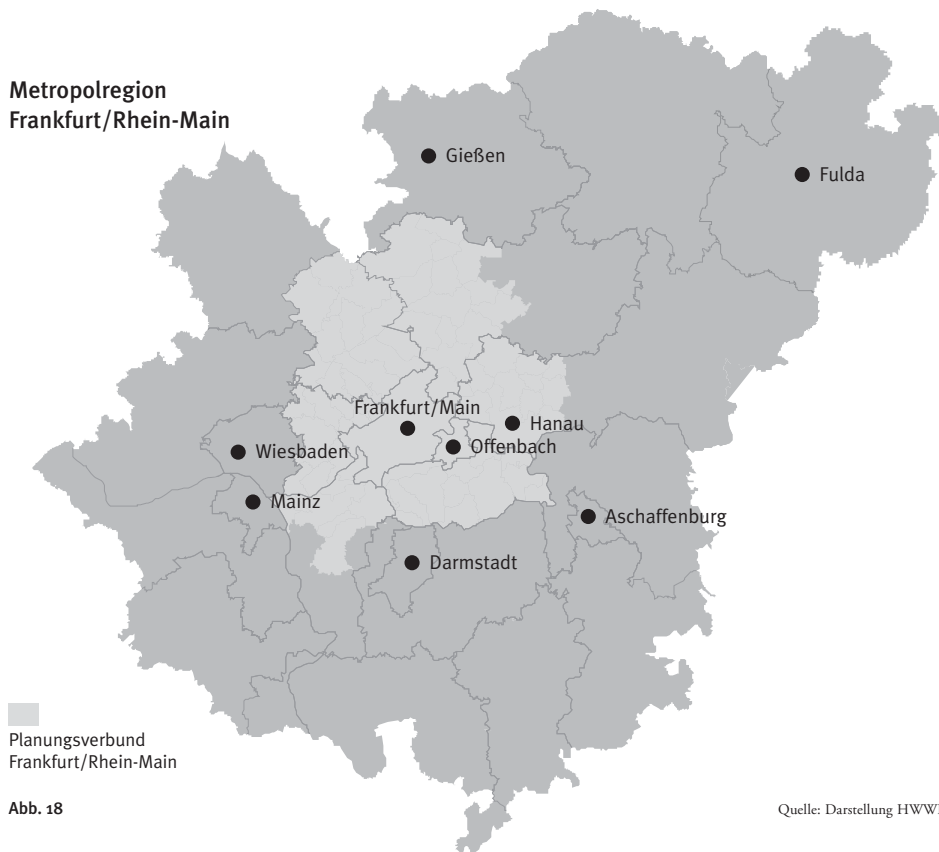 Metropolregion
Frankfurt/Rhein-Main
Gießen
Fulda
Frankfurt/Main
Hanau
Offenbach
Wiesbaden
Mainz
Aschaffenburg
Darmstadt
Planungsverbund
Frankfurt/Rhein-Main
Abb. 18
Quelle: Darstellung HWWI